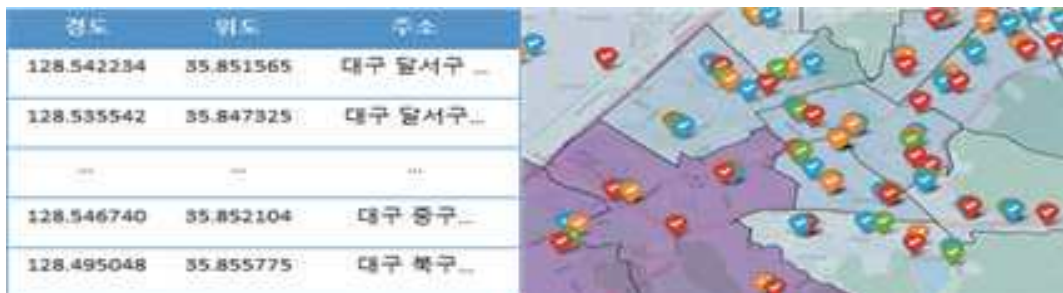 경도 위도 주소
128.542234 35.851565 대구 달서구 ...
128.535542 35.847325 대구 달서구...
... ... ...
128.546740 35.852104 대구 중구...
128.495048 35.855775 대구 북구...